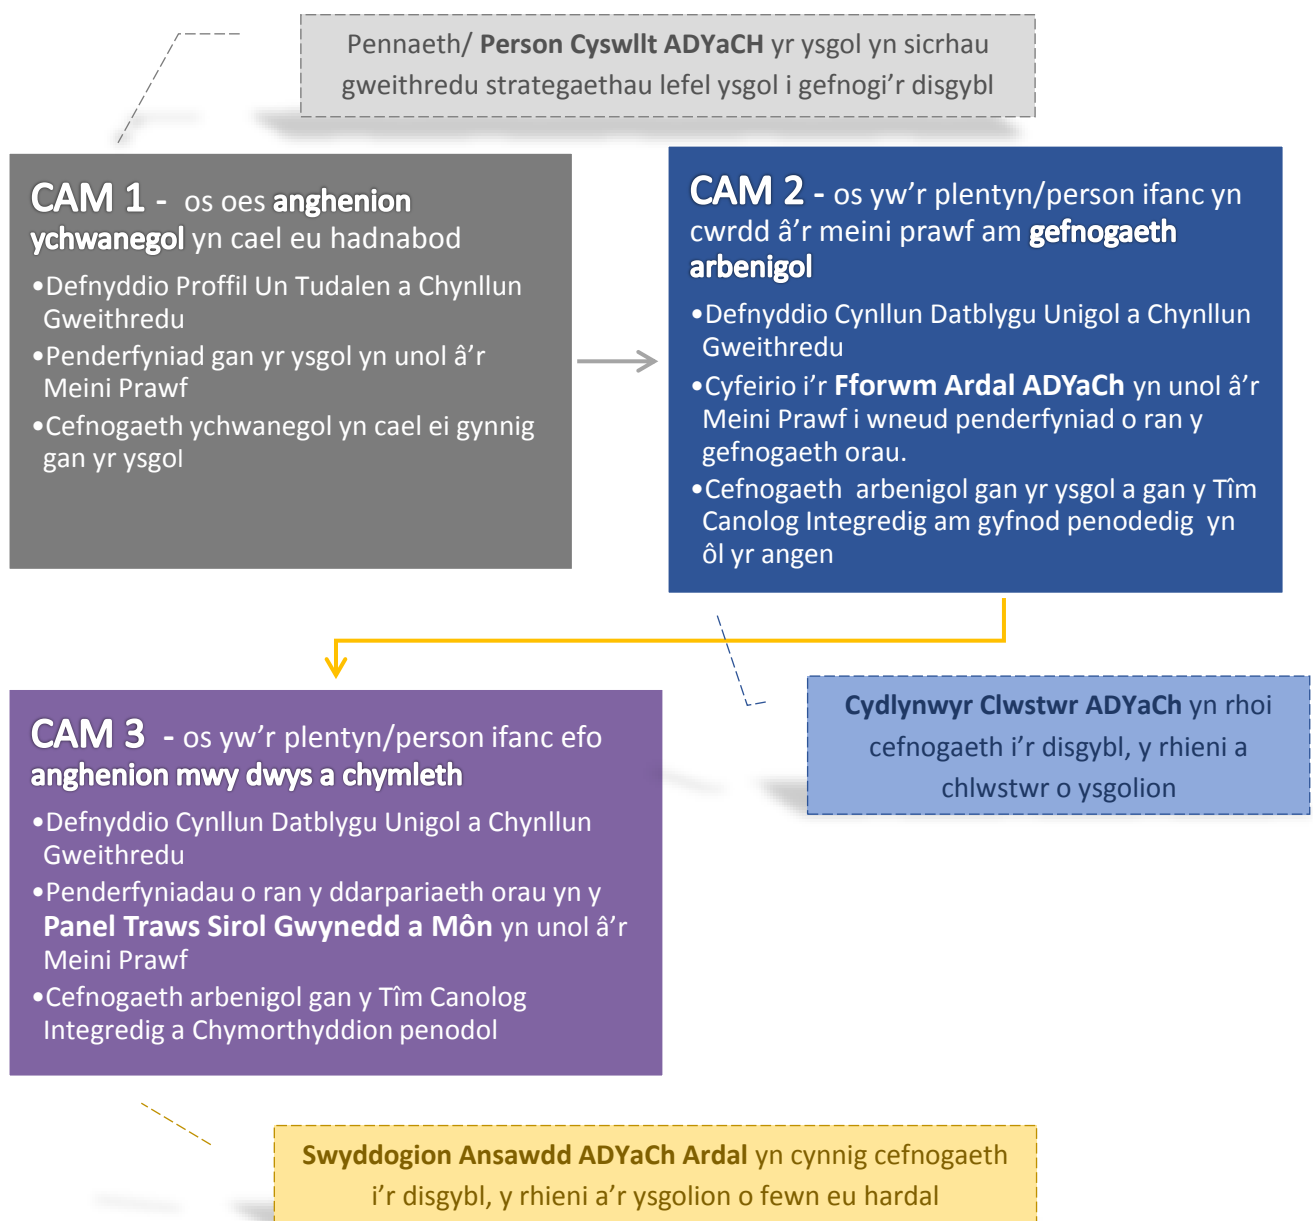 Pennaeth/ Person Cyswllt ADYaCH yr ysgol yn sicrhau
gweithredu strategaethau lefel ysgol i gefnogi'r disgybl
CAM 1 - os oes anghenion
ychwanegol yn cael eu hadnabod
•Defnyddio Proffil Un Tudalen a Chynllun
Gweithredu
•Penderfyniad gan yr ysgol yn unol â'r
Meini Prawf
•Cefnogaeth ychwanegol yn cael ei gynnig
gan yr ysgol
CAM 2 - os yw'r plentyn/person ifanc yn
cwrdd â'r meini prawf am gefnogaeth
arbenigol
•Defnyddio Cynllun Datblygu Unigol a Chynllun
Gweithredu
•Cyfeirio i'r Fforwm Ardal ADYaCh yn unol â'r
Meini Prawf i wneud penderfyniad o ran y
gefnogaeth orau.
•Cefnogaeth arbenigol gan yr ysgol a gan y Tîm
Canolog Integredig am gyfnod penodedig yn
ôl yr angen
Cydlynwyr Clwstwr ADYaCh yn rhoi
cefnogaeth i'r disgybl, y rhieni a
chlwstwr o ysgolion
CAM 3 - os yw'r plentyn/person ifanc efo
anghenion mwy dwys a chymleth
•Defnyddio Cynllun Datblygu Unigol a Chynllun
Gweithredu
•Penderfyniadau o ran y ddarpariaeth orau yn y
Panel Traws Sirol Gwynedd a Môn yn unol â'r
Meini Prawf
•Cefnogaeth arbenigol gan y Tîm Canolog
Integredig a Chymorthyddion penodol
Swyddogion Ansawdd ADYaCh Ardal yn cynnig cefnogaeth
i'r disgybl, y rhieni a'r ysgolion o fewn eu hardal